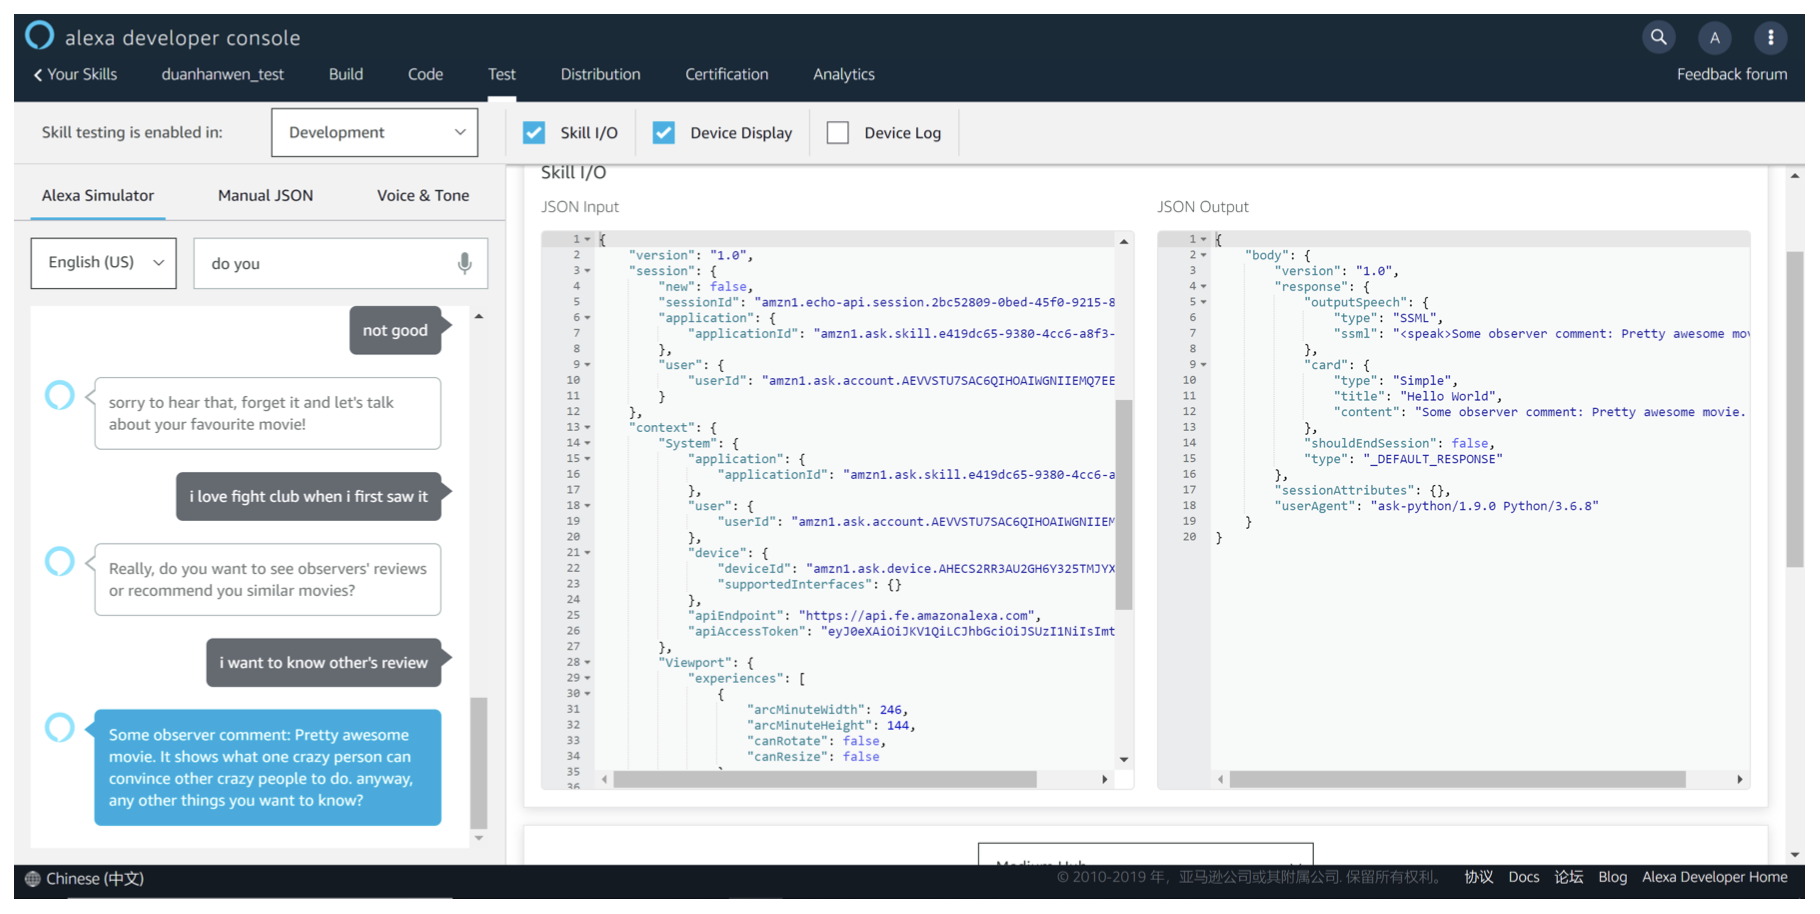 alexa developer console
A
Your Skills
duanhanwen_test
Build
Code
Test
Distribution
Certification
Analytics
Feedback forum
Skill testing is enabled in:
Development
Skill I/O
Device Display
Device Log
Alexa Simulator
Manual JSON
Voice & Tone
English (US)
do you
not good
sorry to hear that, forget it and let's talk
about your favourite movie!
i love fight club when i first saw it
Really, do you want to see observers' reviews
or recommend you similar movies?
i want to know other's review
Some observer comment: Pretty awesome
movie. It shows what one crazy person can
convince other crazy people to do. anyway,
any other things you want to know?
Skill I/O
JSON Input
1 {
2 "version": "1.0",
3 "session": {
4 "new": false,
5 "sessionId": "amzn1.echo-api.session.2bc52809-0bed-45f0-9215-8
6 "application": {
7 "applicationId": "amzn1.ask.skill.e419dc65-9380-4cc6-a8f3-
8 },
9 "user": {
10 "userId": "amzn1.ask.account.AEVVSTU7SAC6QIHOAIWGNIIEMQ7EE
11 }
12 },
13 "context": {
14 "System": {
15 "application": {
16 "applicationId": "amzn1.ask.skill.e419dc65-9380-4cc6-a
17 },
18 "user": {
19 "userId": "amzn1.ask.account.AEVVSTU7SAC6QIHOAIWGNIIEM
20 },
21 "device": {
22 "deviceId": "amzn1.ask.device.AHECS2RR3AU2GH6Y325TMJYX
23 "supportedInterfaces": {}
24 },
25 "apiEndpoint": "https://api.fe.amazonalexa.com",
26 "apiAccessToken": "eyJ0eXAiOiJKV1QiLCJhbGciOiJSUzI1NiIsImt
27 },
28 "Viewport": {
29 "experiences": [
30 {
31 "arcMinuteWidth": 246,
32 "arcMinuteHeight": 144,
33 "canRotate": false,
34 "canResize": false
35
36
JSON Output
1 {
2 "body": {
3 "version": "1.0",
4 "response": {
5 "outputSpeech": {
6 "type": "SSML",
7 "ssml": "<speak>Some observer comment: Pretty awesome mov
8 },
9 "card": {
10 "type": "Simple",
11 "title": "Hello World",
12 "content": "Some observer comment: Pretty awesome movie.
13 },
14 "shouldEndSession": false,
15 "type": "_DEFAULT_RESPONSE"
16 },
17 "sessionAttributes": {},
18 "userAgent": "ask-python/1.9.0 Python/3.6.8"
19 }
20 }
Medium Hub
Chinese (中文)
© 2010-2019 年，亚马逊公司或其附属公司. 保留所有权利。
协议
Docs
论坛
Blog
Alexa Developer Home